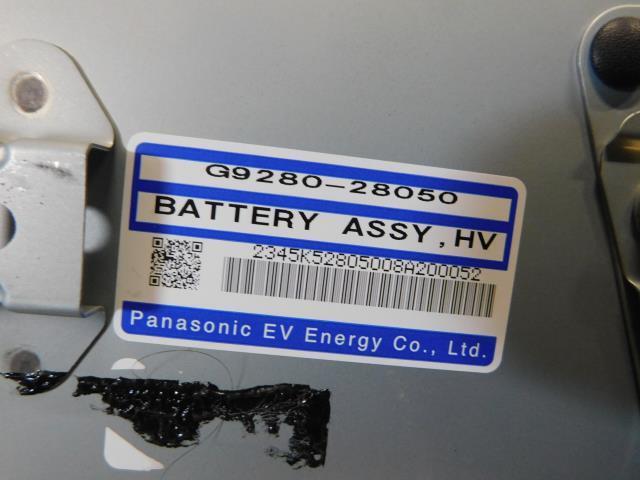 G9280-28050
BATTERY ASSY, HV
2345K52805008A200052
Panasonic EV Energy Co., Ltd.